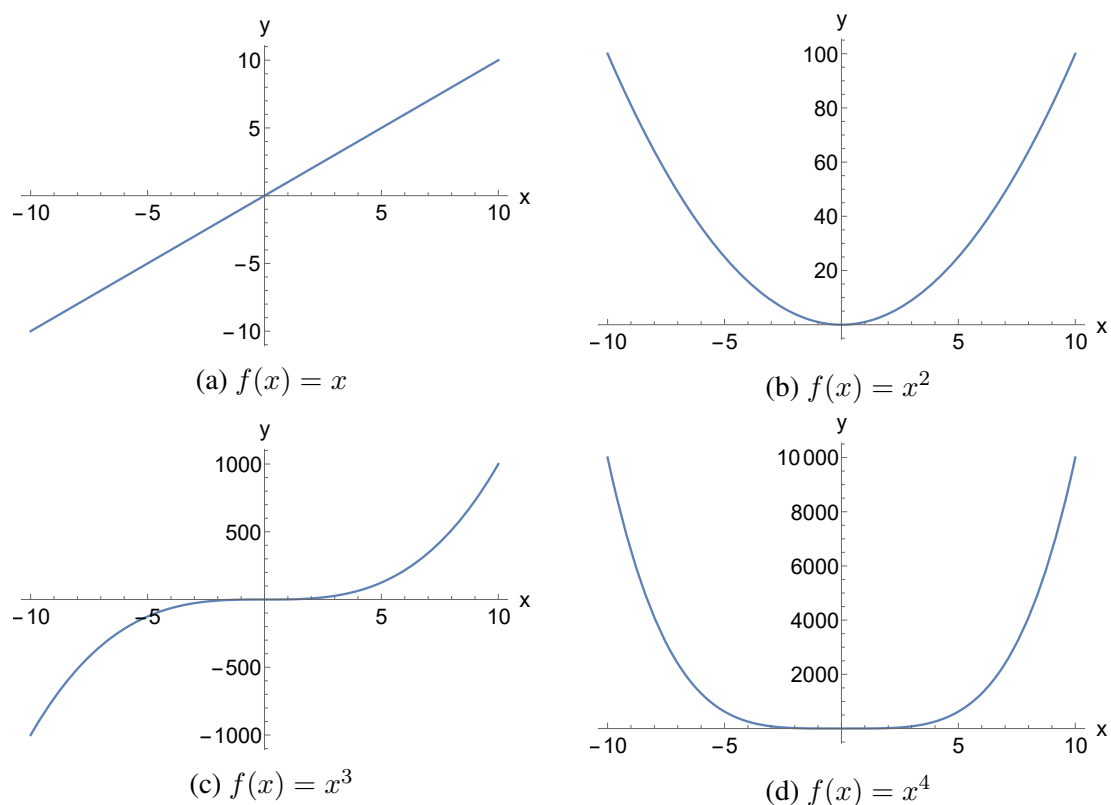 y
10
5
−10 −5 5 10 x
−5
−10
(a) f(x) = x
y
100
80
60
40
20
−10 −5 5 10 x
(b) f(x) = x²
y
1000
500
−10 −5 5 10 x
−500
−1000
(c) f(x) = x³
y
10 000
8000
6000
4000
2000
−10 −5 5 10 x
(d) f(x) = x⁴